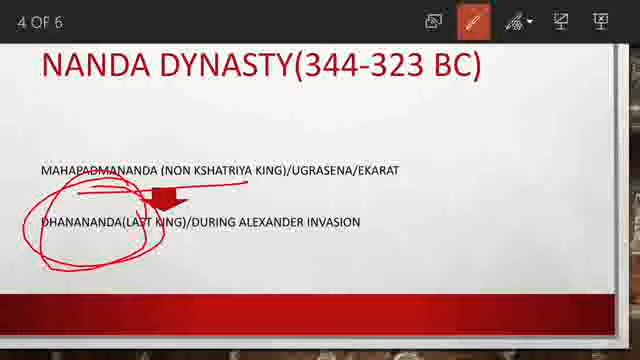 4 OF 6
NANDA DYNASTY(344-323 BC)
MAHAPADMANANDA (NON KSHATRIYA KING)/UGRASENA/EKARAT
DHANANANDA(LAST KING)/DURING ALEXANDER INVASION